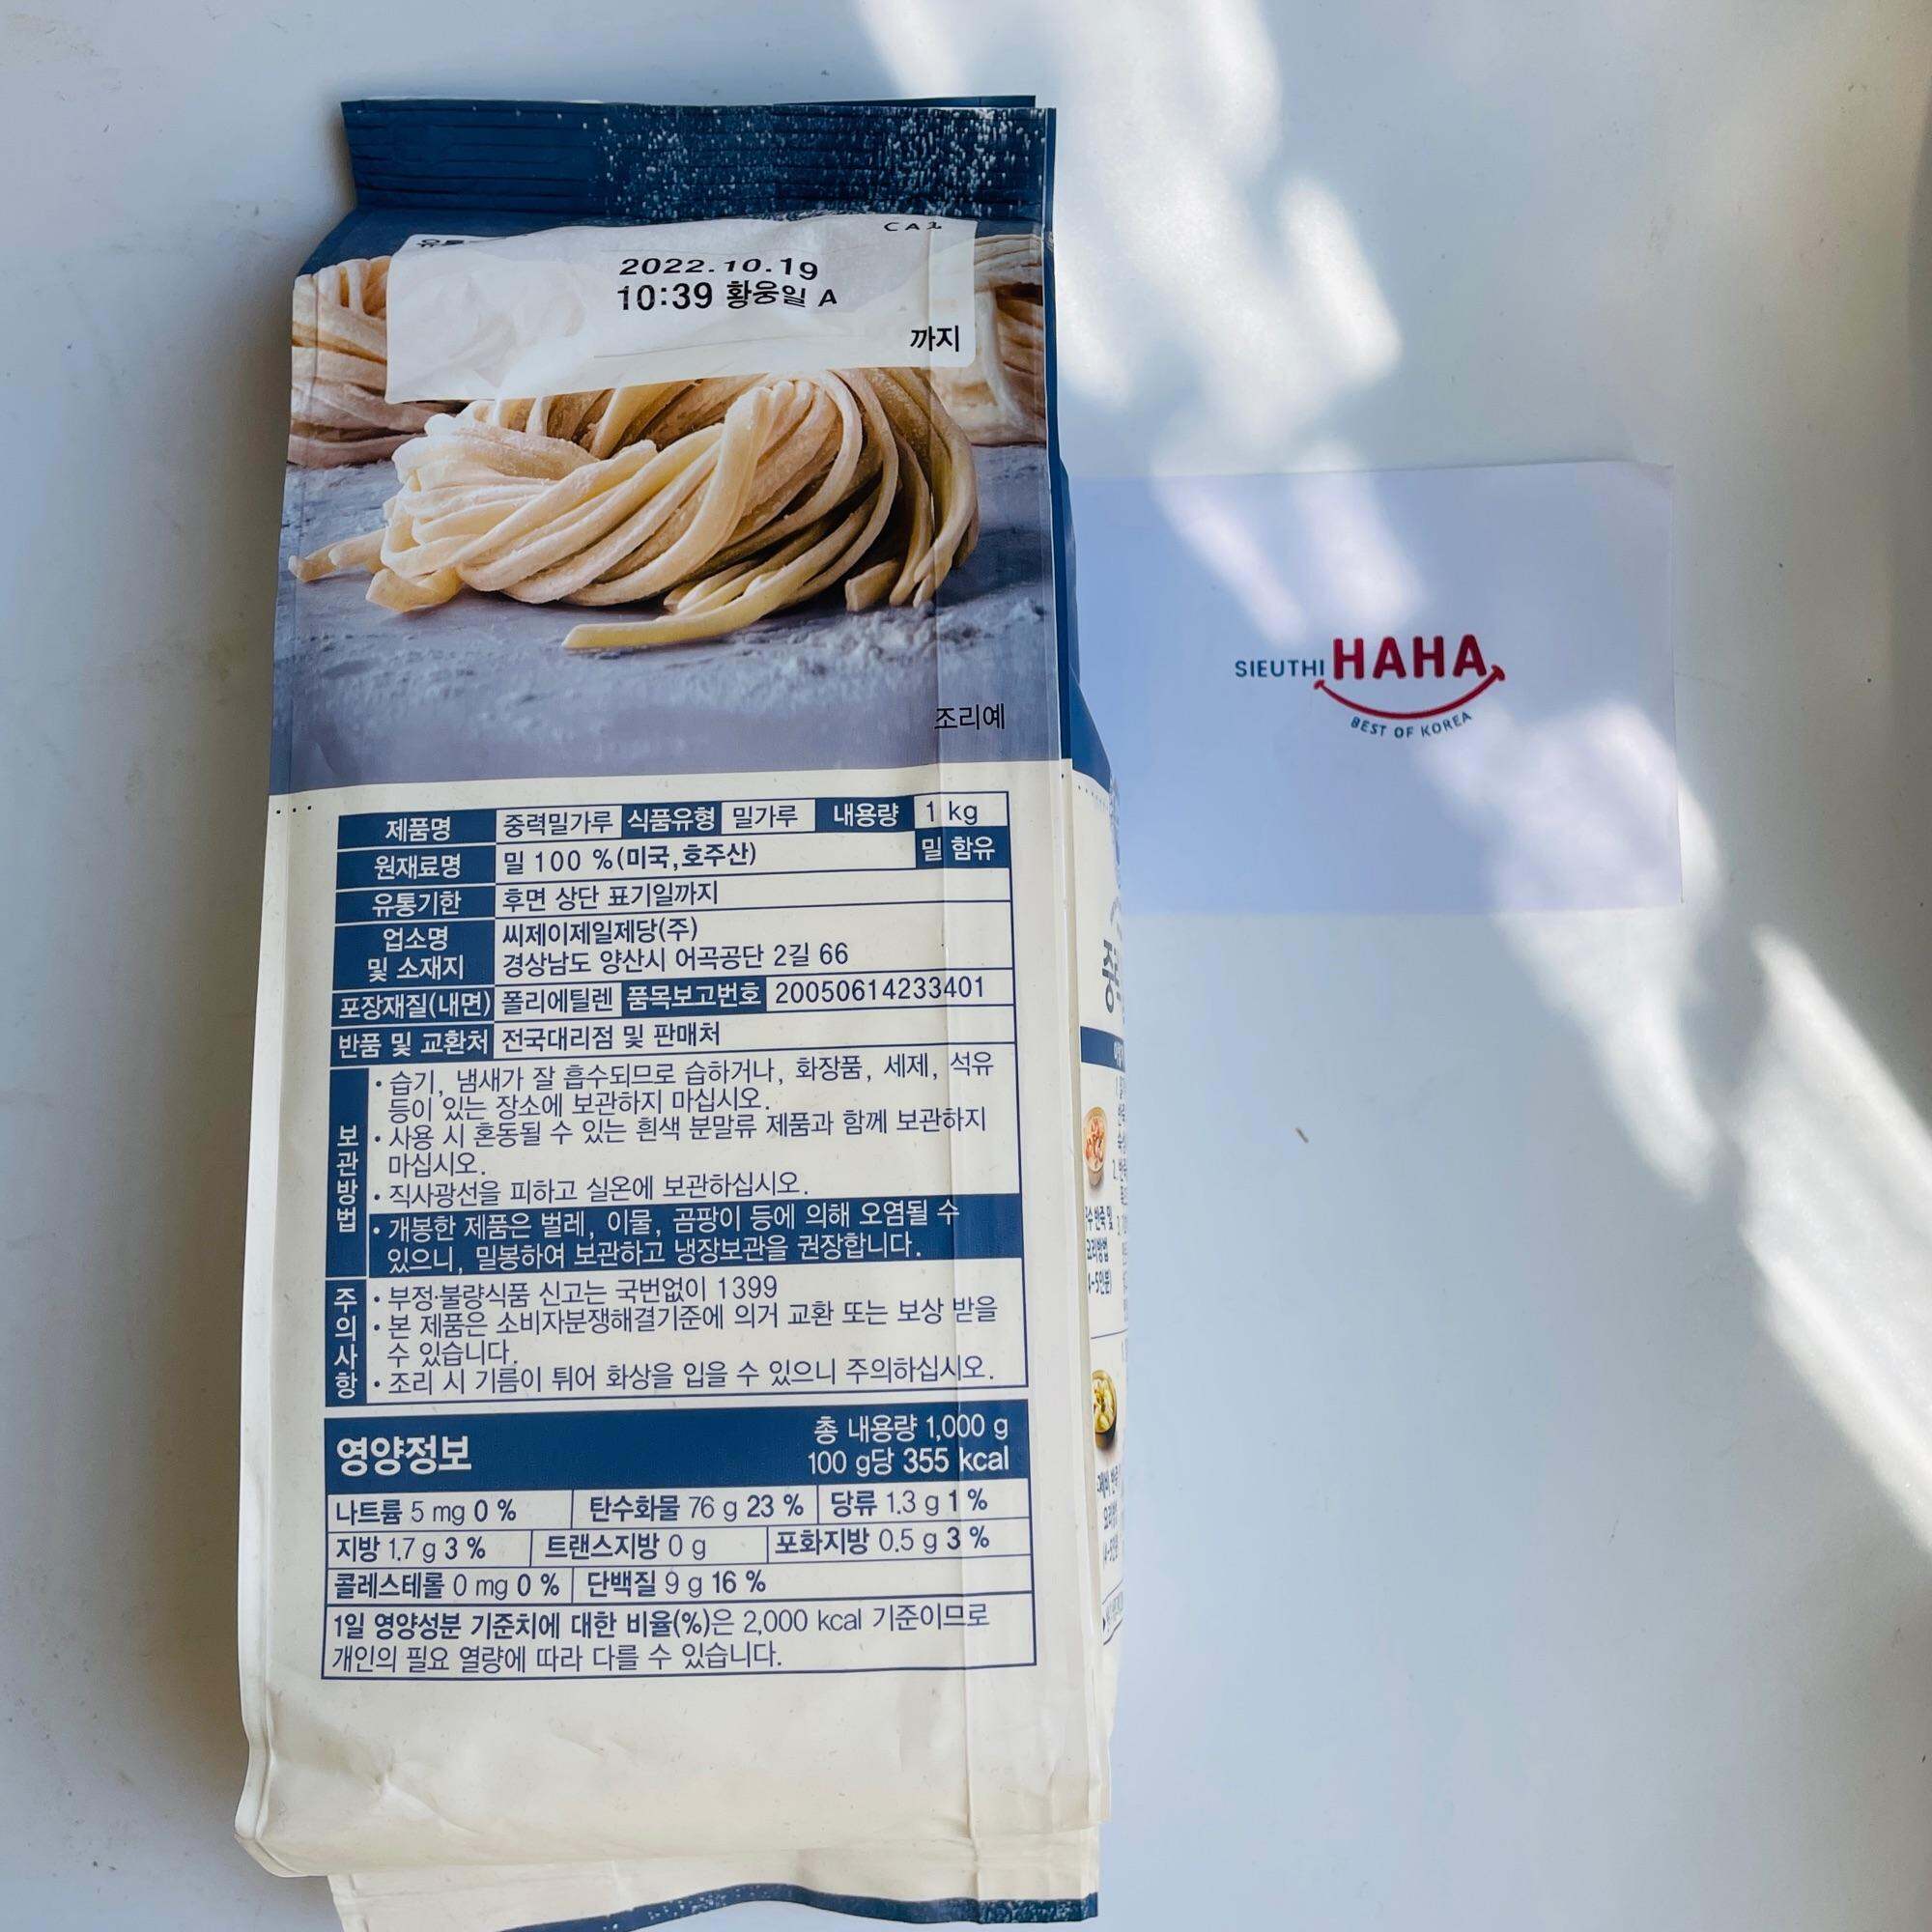 CA2
2022.10.19
10:39 황웅일 A
까지
조리예
SIEUTHI HAHA
BEST OF KOREA
제품명 중력밀가루 식품유형 밀가루 내용량 1 kg
원재료명 밀 100 %(미국,호주산) 밀 함유
유통기한 후면 상단 표기일까지
업소명 및 소재지 씨제이제일제당(주)
경상남도 양산시 어곡공단 2길 66
포장재질(내면) 폴리에틸렌 품목보고번호 20050614233401
반품 및 교환처 전국대리점 및 판매처
보관방법
• 습기, 냄새가 잘 흡수되므로 습하거나, 화장품, 세제, 석유
등이 있는 장소에 보관하지 마십시오.
• 사용 시 혼동될 수 있는 흰색 분말류 제품과 함께 보관하지
마십시오.
• 직사광선을 피하고 실온에 보관하십시오.
• 개봉한 제품은 벌레, 이물, 곰팡이 등에 의해 오염될 수
있으니, 밀봉하여 보관하고 냉장보관을 권장합니다.
주의사항
• 부정·불량식품 신고는 국번없이 1399
• 본 제품은 소비자분쟁해결기준에 의거 교환 또는 보상 받을
수 있습니다.
• 조리 시 기름이 튀어 화상을 입을 수 있으니 주의하십시오.
영양정보
총 내용량 1,000 g
100 g당 355 kcal
나트륨 5 mg 0 % 탄수화물 76 g 23 % 당류 1.3 g 1 %
지방 1.7 g 3 % 트랜스지방 0 g 포화지방 0.5 g 3 %
콜레스테롤 0 mg 0 % 단백질 9 g 16 %
1일 영양성분 기준치에 대한 비율(%)은 2,000 kcal 기준이므로
개인의 필요 열량에 따라 다를 수 있습니다.
요리방법